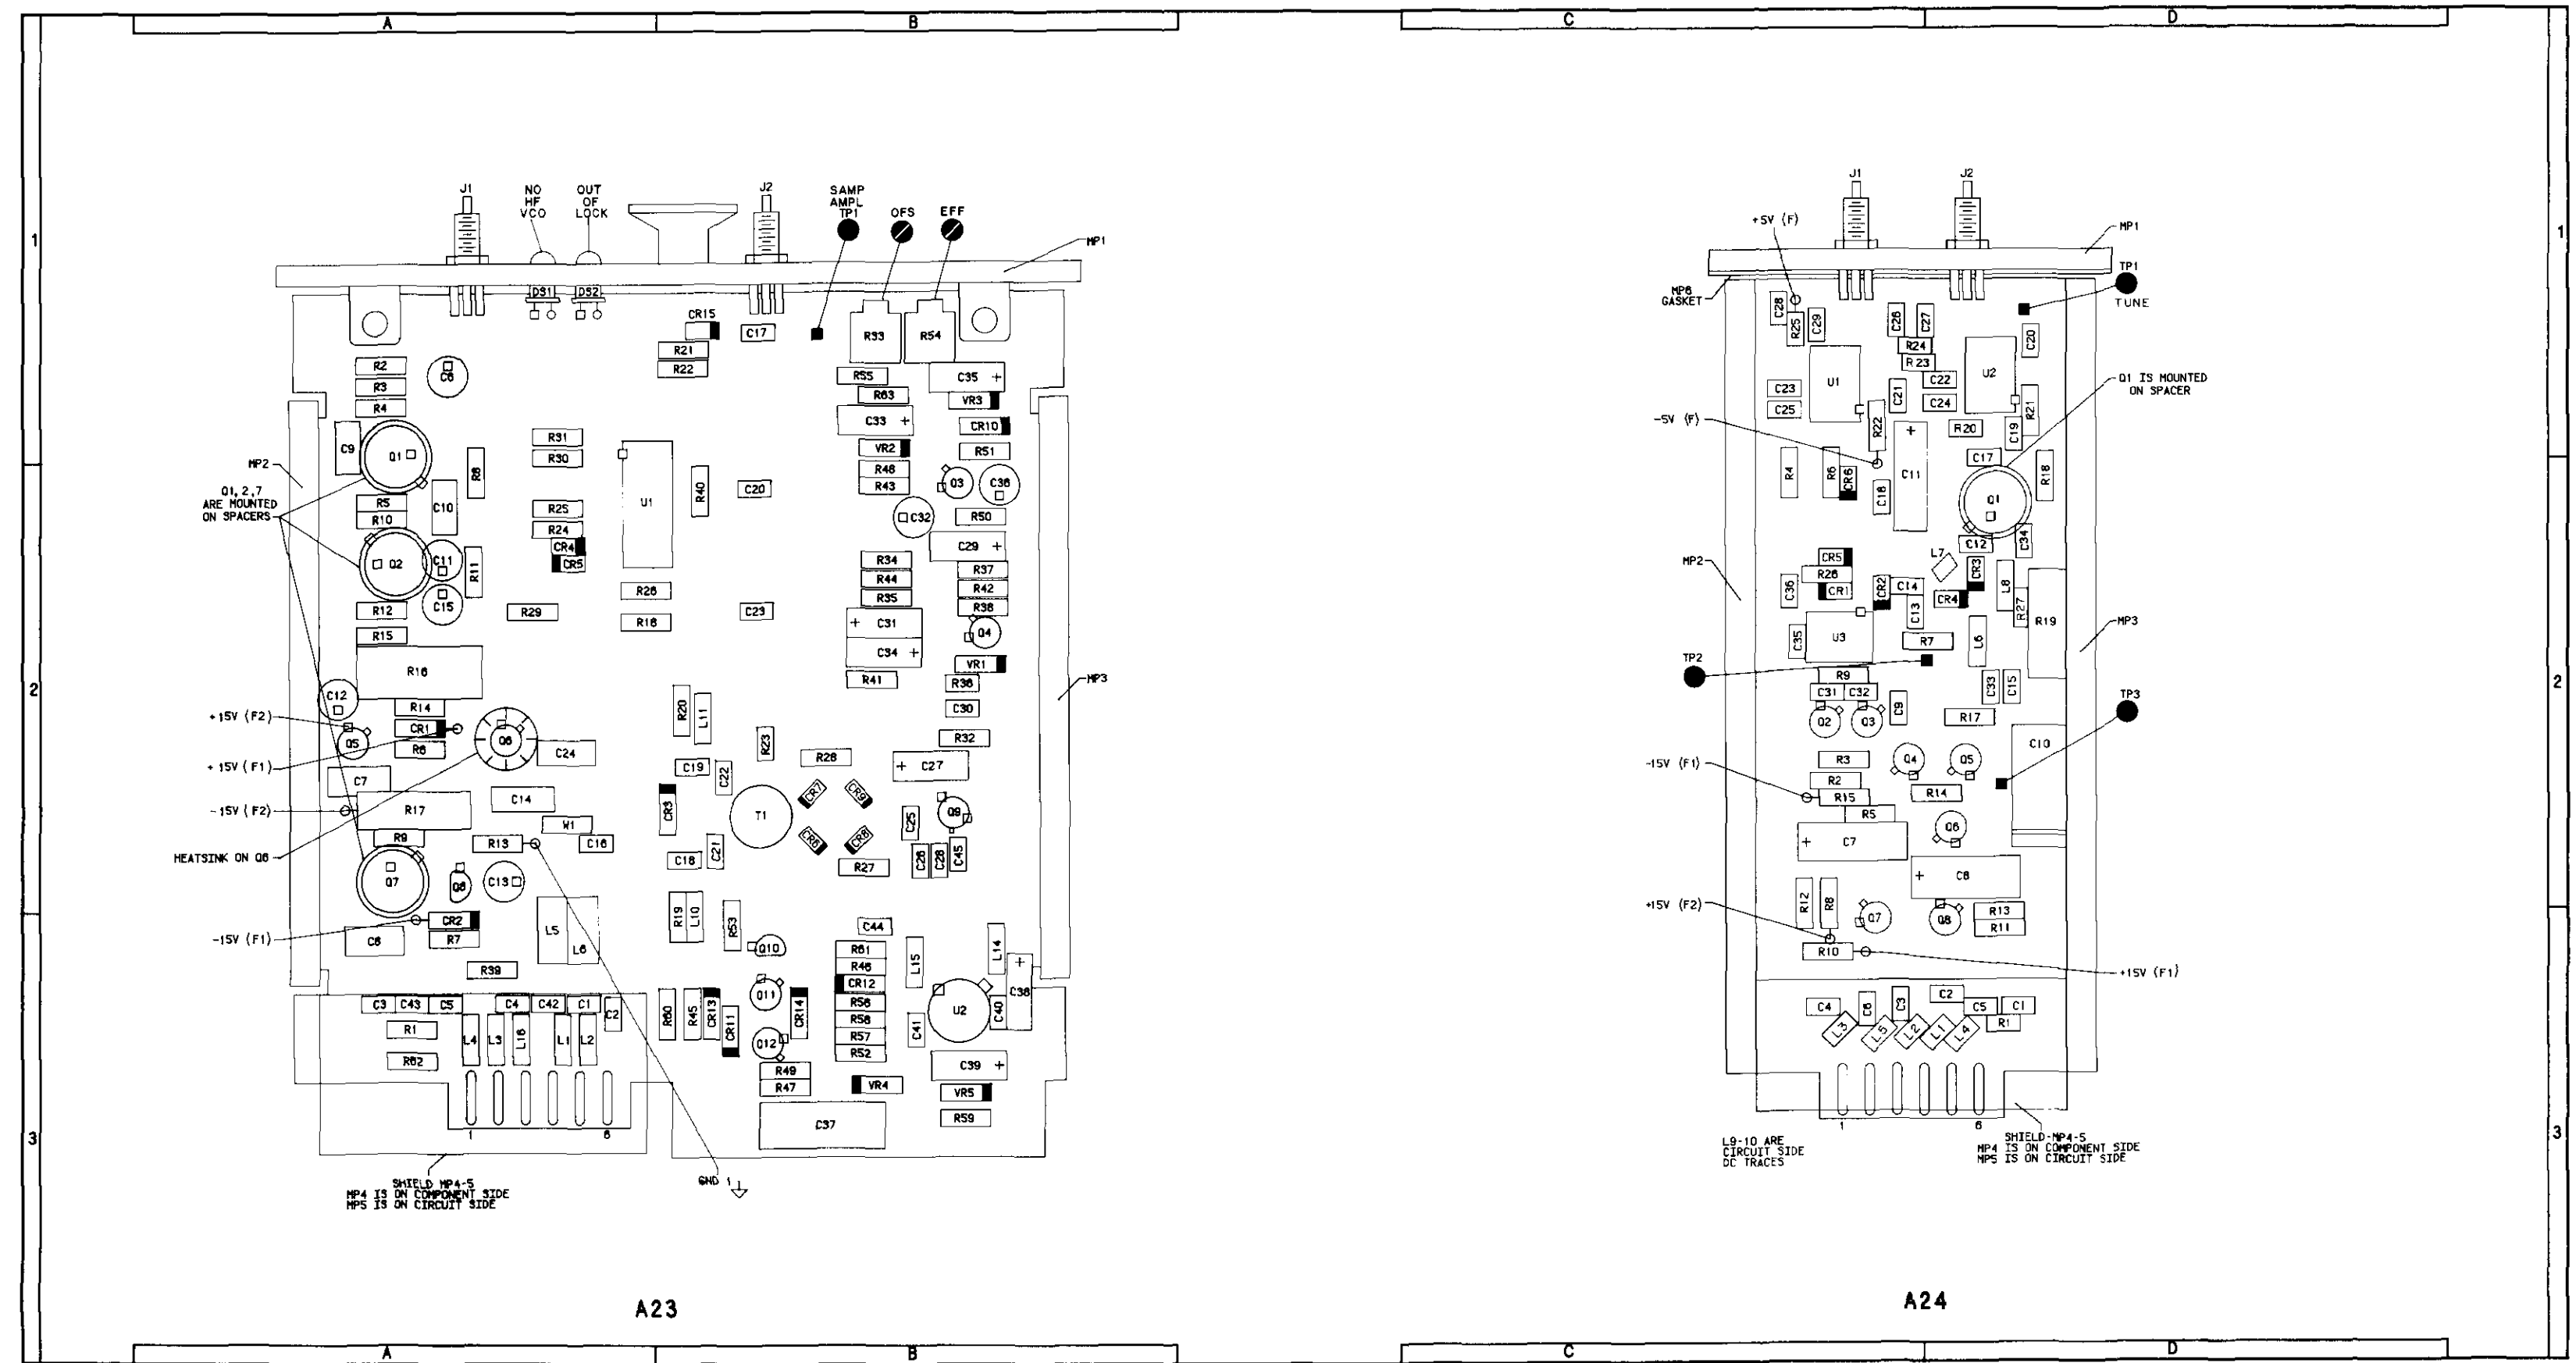 A
B
C
D
1
J1
NO
HF
VCO
OUT
OF
LOCK
J2
SAMP
AMPL
TP1
OFS
EFF
MP1
DS1
DS2
CR15
C17
R33
R54
R21
R22
R2
R3
R4
C8
R55
C35 +
R63
VR3
C33 +
CR10
C9
Q1
R8
R31
R30
VR2
R51
MP2
R48
R43
Q3
C36
Q1,2,7
ARE MOUNTED
ON SPACERS
R5
R10
C10
R25
R24
CR4
CR5
U1
R40
C20
C32
R50
C29 +
Q2
C11
R11
R34
R44
R35
R37
R42
R38
C15
R12
R29
R26
R18
C23
+ C31
Q4
R15
C34 +
VR1
R16
R41
R36
MP3
2
C12
R14
R20
L11
C30
+15V (F2)
CR1
Q5
R6
Q6
C24
R23
R28
R32
+15V (F1)
C7
C19
C22
+ C27
-15V (F2)
R17
C14
CR3
T1
CR7
CR9
C25
Q9
W1
R9
R13
C16
CR6
CR8
HEATSINK ON Q6
C18
C21
R27
C26
C28
C45
Q7
Q8
C13
R19
L10
R53
-15V (F1)
CR2
R7
C6
L5
L6
C44
Q10
R61
R46
CR12
L15
L14
R39
C3
C43
C5
C4
C42
C1
C2
R60
R45
CR13
CR11
Q11
CR14
R56
R58
R57
R52
U2
C40
+
C38
C41
R1
L4
L3
L16
L1
L2
Q12
R62
R49
R47
VR4
C39 +
VR5
R59
C37
1
6
3
SHIELD MP4-5
MP4 IS ON COMPONENT SIDE
MP5 IS ON CIRCUIT SIDE
GND 1
A23
A
B
J1
J2
+5V (F)
MP1
1
TP1
TUNE
MP6
GASKET
C28
R25
C29
C26
C27
R24
R23
C20
U1
U2
C23
C25
C22
C24
C21
R22
R21
Q1 IS MOUNTED
ON SPACER
-5V (F)
+
C11
R20
C19
C17
R18
R4
R6
CR6
C18
Q1
C34
C12
L7
MP2
CR5
R26
CR1
C36
CR2
C14
C13
CR3
CR4
L8
R27
R19
MP3
C35
U3
R7
L6
TP2
R9
C31
C32
C9
C33
C15
2
TP3
Q2
Q3
R17
C10
-15V (F1)
R3
R2
R15
R5
Q4
Q5
R14
+ C7
Q6
+ C8
+15V (F2)
R12
R8
Q7
Q8
R13
R11
R10
+15V (F1)
C4
C6
C3
C2
C5
C1
R1
L3
L5
L2
L1
L4
1
6
3
L9-10 ARE
CIRCUIT SIDE
DC TRACES
SHIELD-MP4-5
MP4 IS ON COMPONENT SIDE
MP5 IS ON CIRCUIT SIDE
A24
C
D